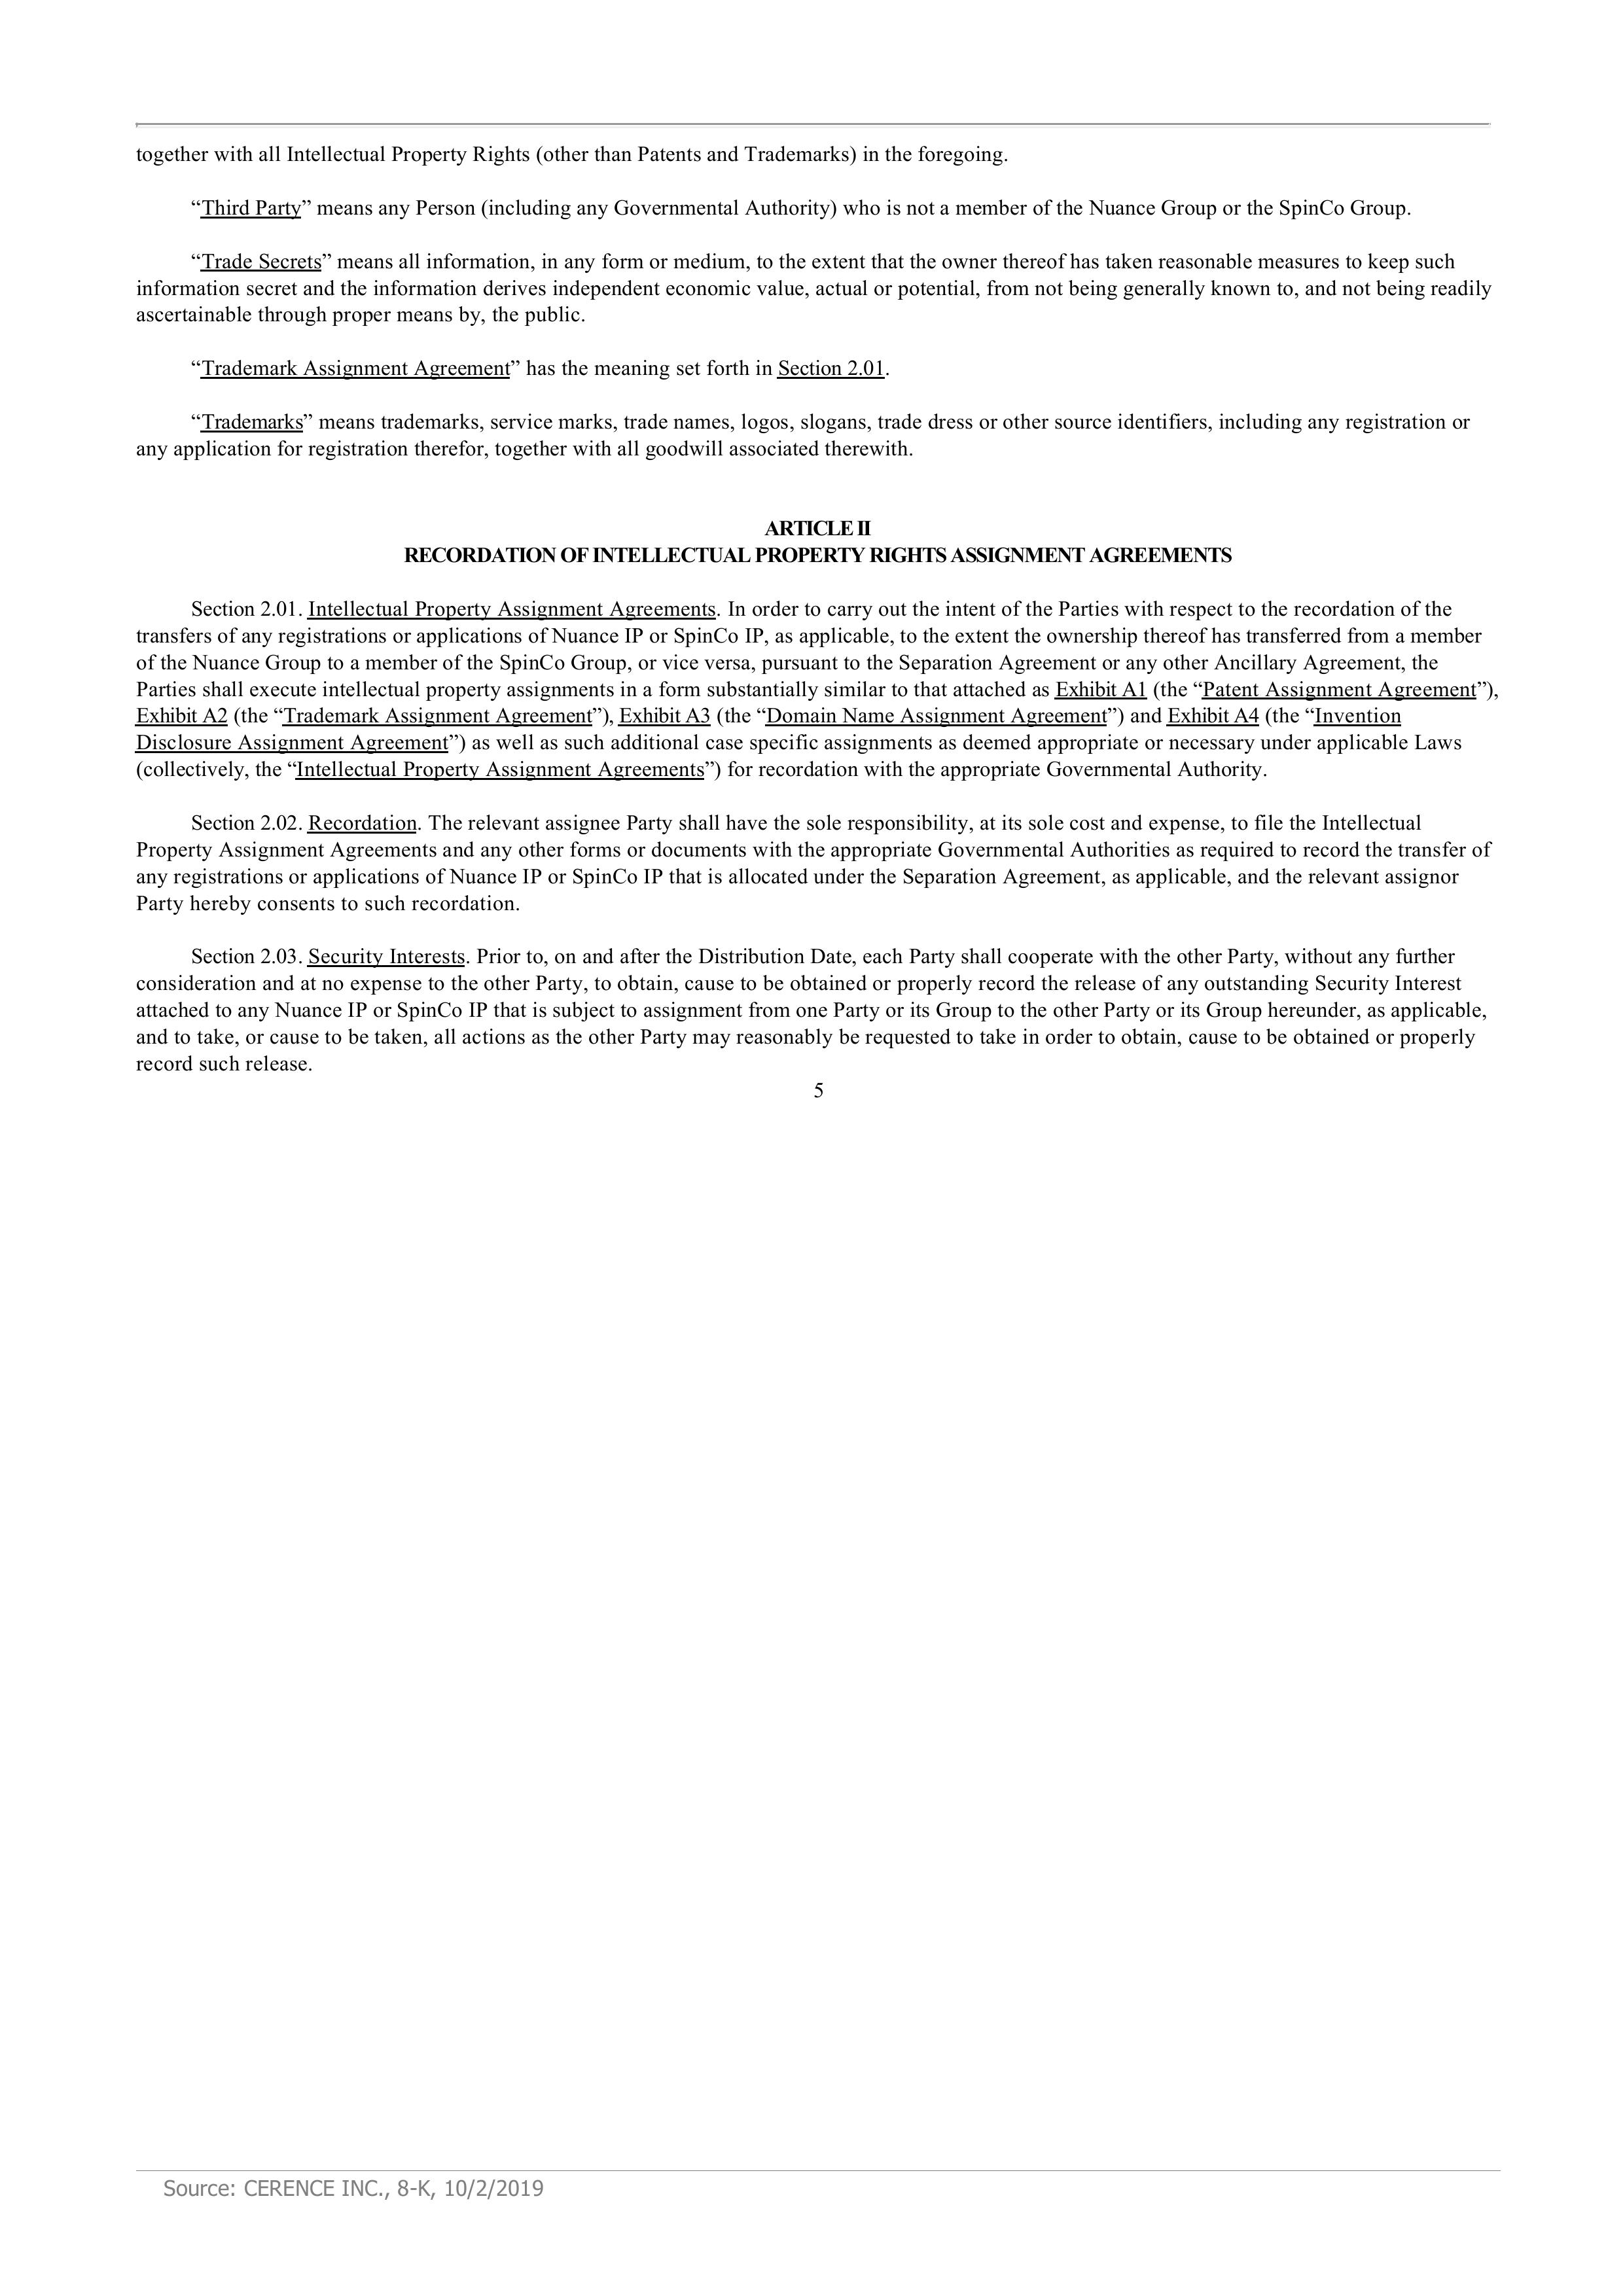 together with all Intellectual Property Rights (other than Patents and Trademarks) in the foregoing.
“Third Party” means any Person (including any Governmental Authority) who is not a member of the Nuance Group or the SpinCo Group.
“Trade Secrets” means all information, in any form or medium, to the extent that the owner thereof has taken reasonable measures to keep such
information secret and the information derives independent economic value, actual or potential, from not being generally known to, and not being readily
ascertainable through proper means by, the public.
“Trademark Assignment Agreement” has the meaning set forth in Section 2.01.
“Trademarks” means trademarks, service marks, trade names, logos, slogans, trade dress or other source identifiers, including any registration or
any application for registration therefor, together with all goodwill associated therewith.
ARTICLE II
RECORDATION OF INTELLECTUAL PROPERTY RIGHTS ASSIGNMENT AGREEMENTS
Section 2.01. Intellectual Property Assignment Agreements. In order to carry out the intent of the Parties with respect to the recordation of the
transfers of any registrations or applications of Nuance IP or SpinCo IP, as applicable, to the extent the ownership thereof has transferred from a member
of the Nuance Group to a member of the SpinCo Group, or vice versa, pursuant to the Separation Agreement or any other Ancillary Agreement, the
Parties shall execute intellectual property assignments in a form substantially similar to that attached as Exhibit A1 (the “Patent Assignment Agreement”),
Exhibit A2 (the “Trademark Assignment Agreement”), Exhibit A3 (the “Domain Name Assignment Agreement”) and Exhibit A4 (the “Invention
Disclosure Assignment Agreement”) as well as such additional case specific assignments as deemed appropriate or necessary under applicable Laws
(collectively, the “Intellectual Property Assignment Agreements”) for recordation with the appropriate Governmental Authority.
Section 2.02. Recordation. The relevant assignee Party shall have the sole responsibility, at its sole cost and expense, to file the Intellectual
Property Assignment Agreements and any other forms or documents with the appropriate Governmental Authorities as required to record the transfer of
any registrations or applications of Nuance IP or SpinCo IP that is allocated under the Separation Agreement, as applicable, and the relevant assignor
Party hereby consents to such recordation.
Section 2.03. Security Interests. Prior to, on and after the Distribution Date, each Party shall cooperate with the other Party, without any further
consideration and at no expense to the other Party, to obtain, cause to be obtained or properly record the release of any outstanding Security Interest
attached to any Nuance IP or SpinCo IP that is subject to assignment from one Party or its Group to the other Party or its Group hereunder, as applicable,
and to take, or cause to be taken, all actions as the other Party may reasonably be requested to take in order to obtain, cause to be obtained or properly
record such release.
5
Source: CERENCE INC., 8-K, 10/2/2019